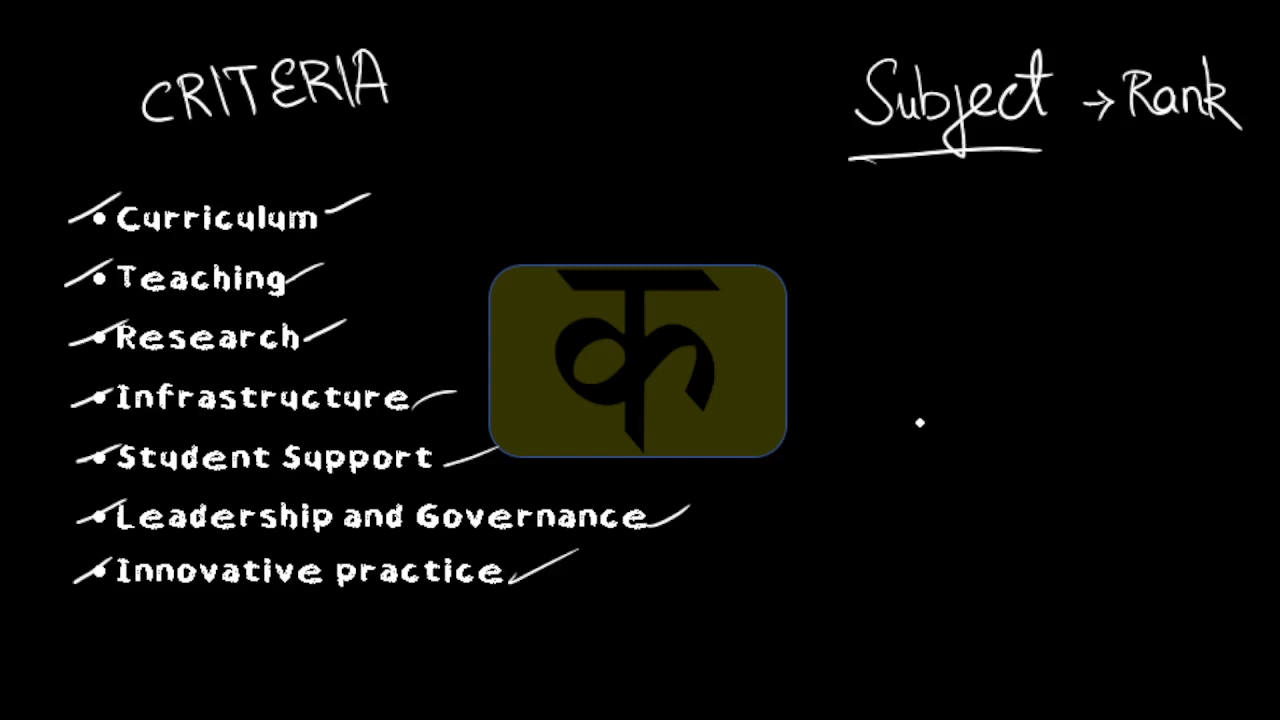 CRITERIA
Subject → Rank
• Curriculum
• Teaching
• Research
• Infrastructure
• Student Support
• Leadership and Governance
• Innovative practice
क